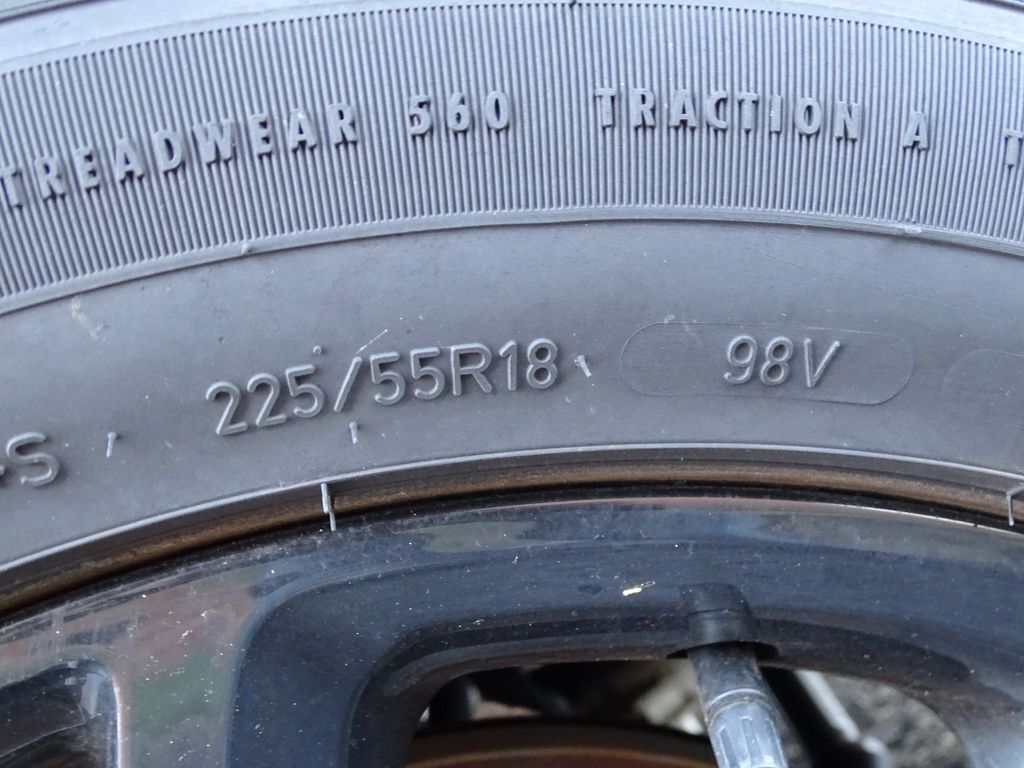 TREADWEAR 560 TRACTION A T
+S 225/55R18 98V